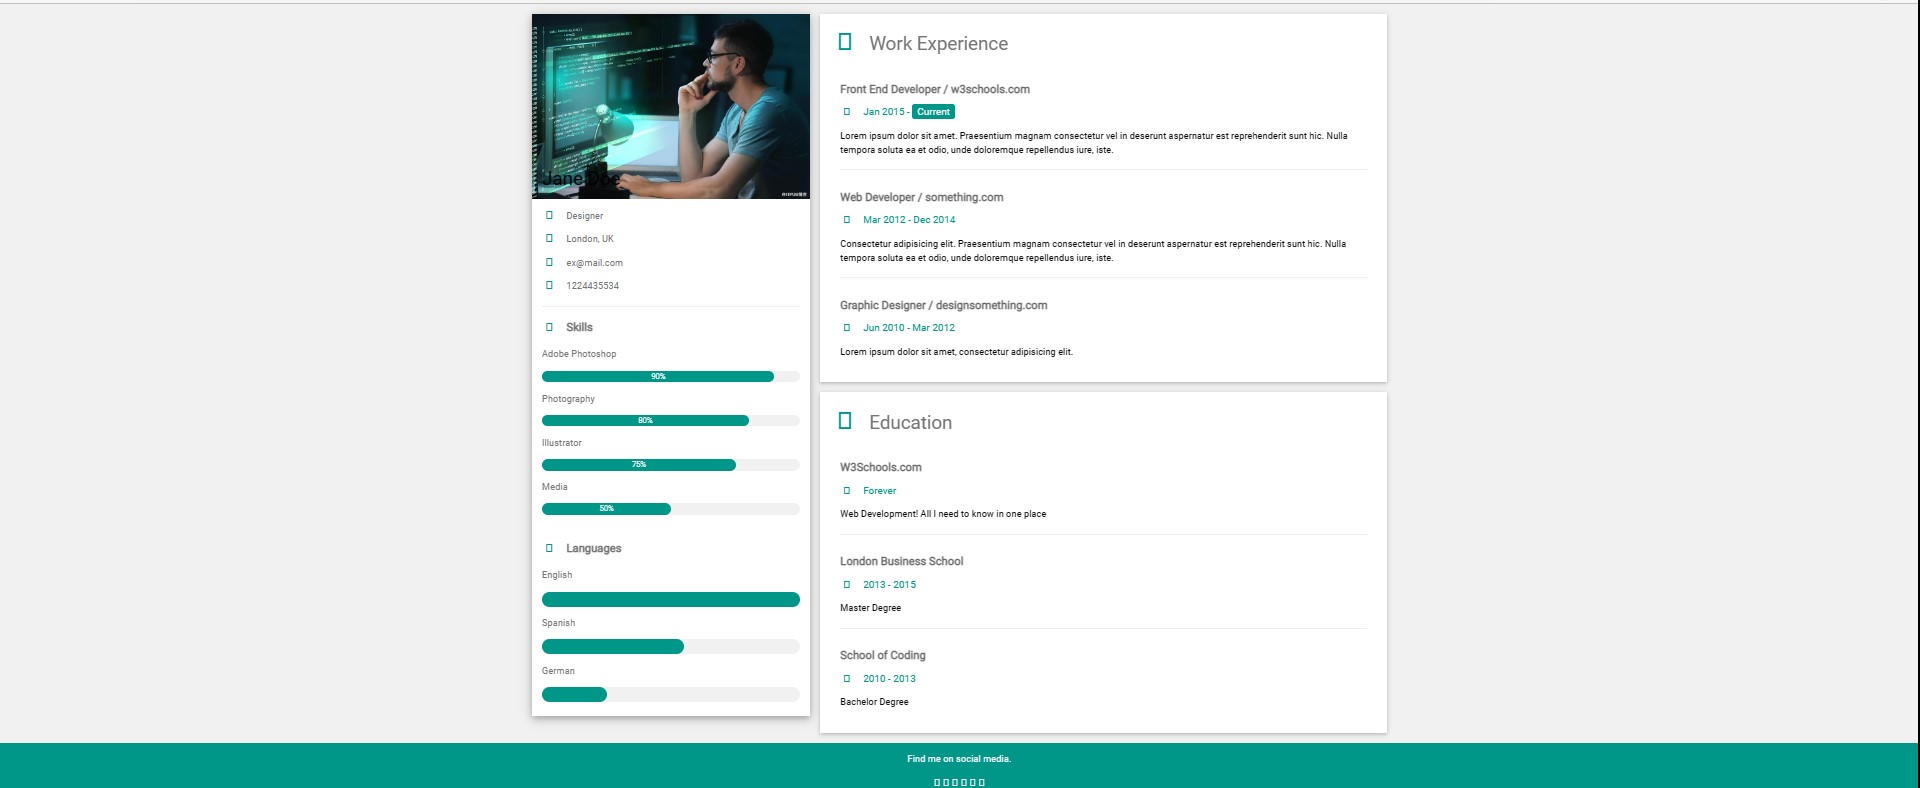 Jane Doe
Designer
London, UK
ex@mail.com
1224435534
Skills
Adobe Photoshop
90%
Photography
80%
Illustrator
75%
Media
50%
Languages
English
Spanish
German
Work Experience
Front End Developer / w3schools.com
Jan 2015 - Current
Lorem ipsum dolor sit amet. Praesentium magnam consectetur vel in deserunt aspernatur est reprehenderit sunt hic. Nulla
tempora soluta ea et odio, unde doloremque repellendus iure, iste.
Web Developer / something.com
Mar 2012 - Dec 2014
Consectetur adipisicing elit. Praesentium magnam consectetur vel in deserunt aspernatur est reprehenderit sunt hic. Nulla
tempora soluta ea et odio, unde doloremque repellendus iure, iste.
Graphic Designer / designsomething.com
Jun 2010 - Mar 2012
Lorem ipsum dolor sit amet, consectetur adipisicing elit.
Education
W3Schools.com
Forever
Web Development! All I need to know in one place
London Business School
2013 - 2015
Master Degree
School of Coding
2010 - 2013
Bachelor Degree
Find me on social media.